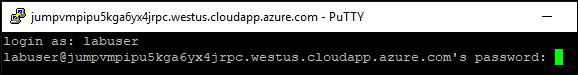 jumpvmpipu5kga6yx4jrpc.westus.cloudapp.azure.com - PuTTY
login as: labuser
labuser@jumpvmpipu5kga6yx4jrpc.westus.cloudapp.azure.com's password: